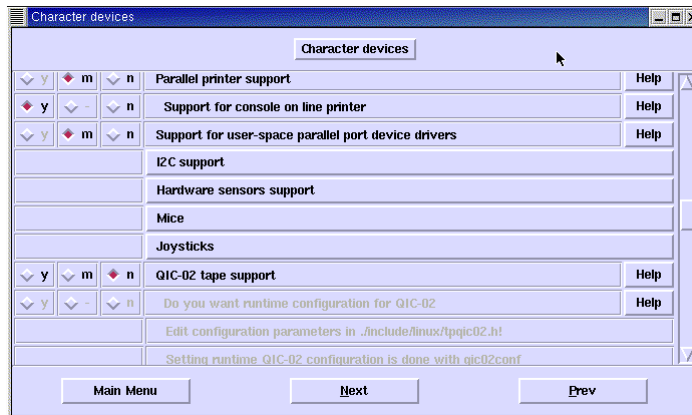 Character devices
Character devices
y m n Parallel printer support Help
y - n Support for console on line printer Help
y m n Support for user-space parallel port device drivers Help
I2C support
Hardware sensors support
Mice
Joysticks
y m n QIC-02 tape support Help
y - n Do you want runtime configuration for QIC-02 Help
Edit configuration parameters in ./include/linux/tpqic02.h!
Setting runtime QIC-02 configuration is done with qic02conf
Main Menu Next Prev